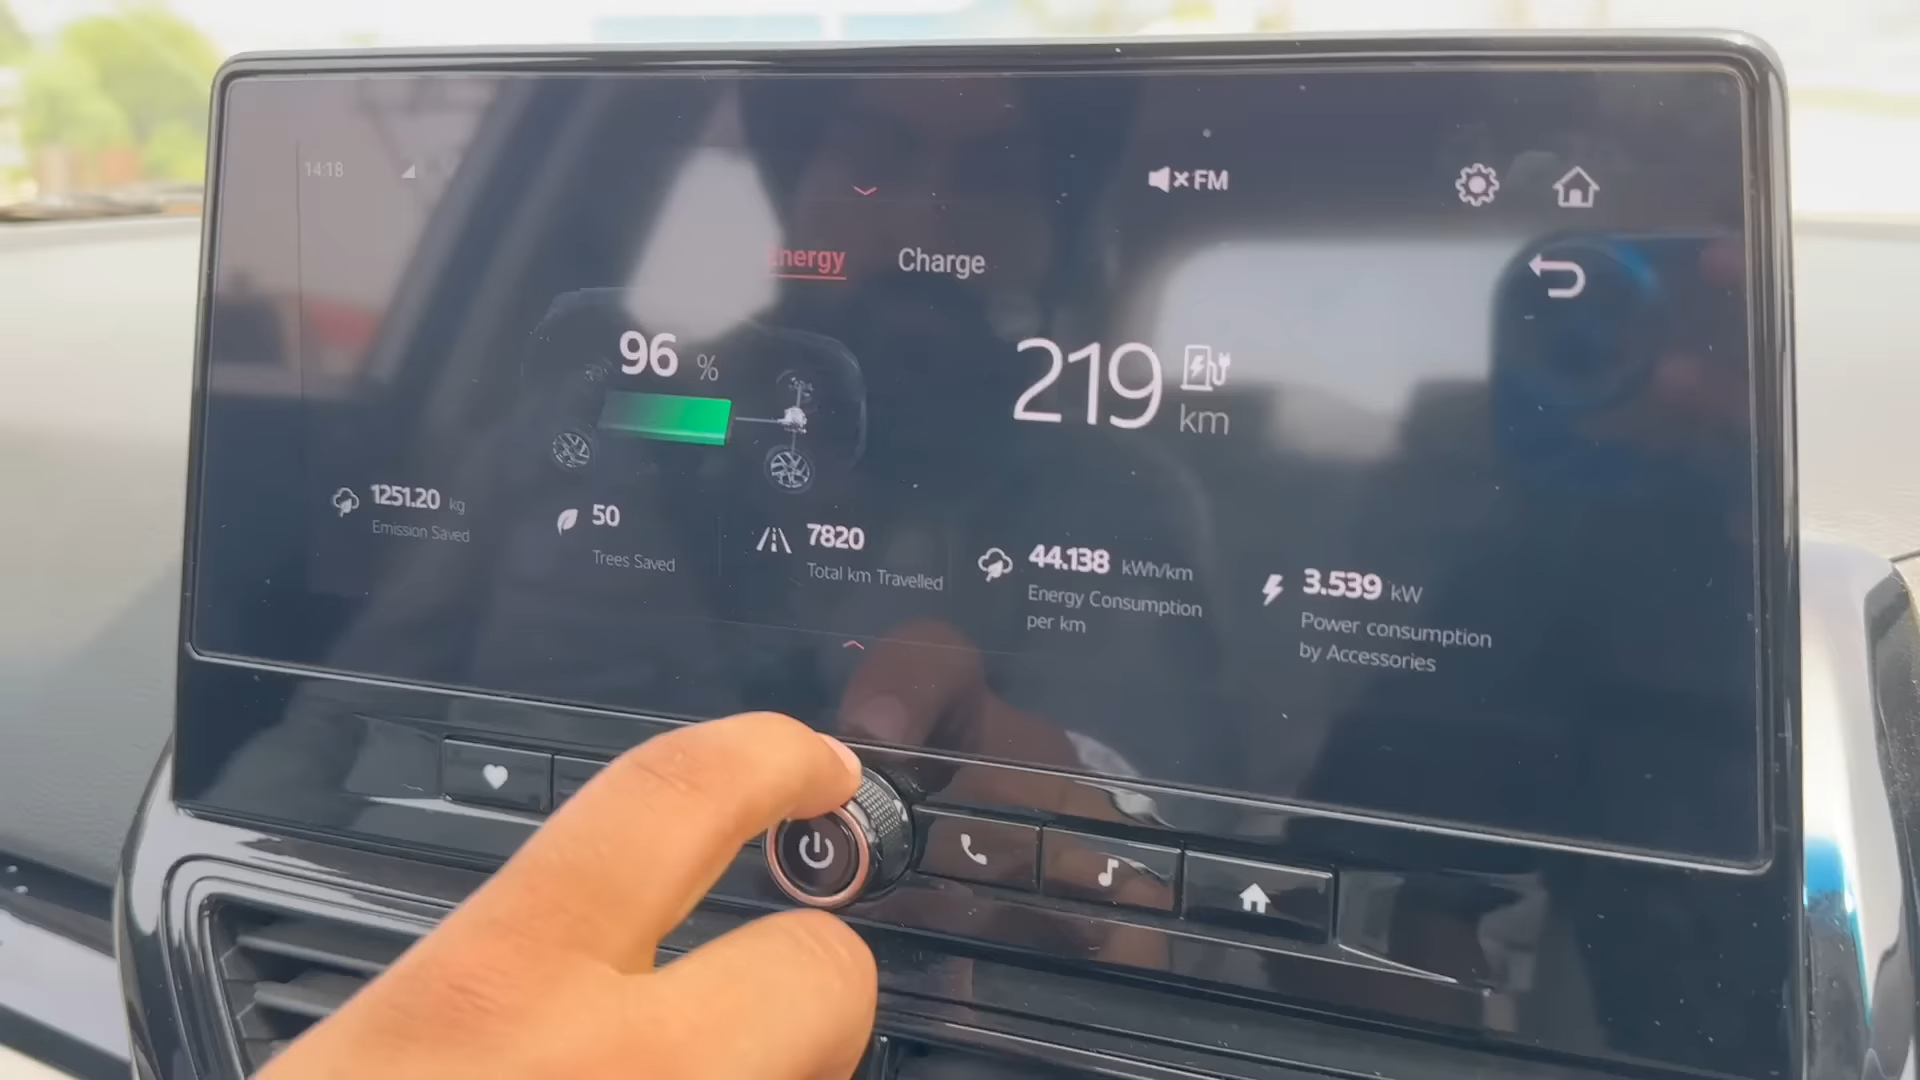 14:18
FM
Energy Charge
96 %
219 km
1251.20 kg
Emission Saved
50
Trees Saved
7820
Total km Travelled
44.138 kWh/km
Energy Consumption
per km
3.539 kW
Power consumption
by Accessories